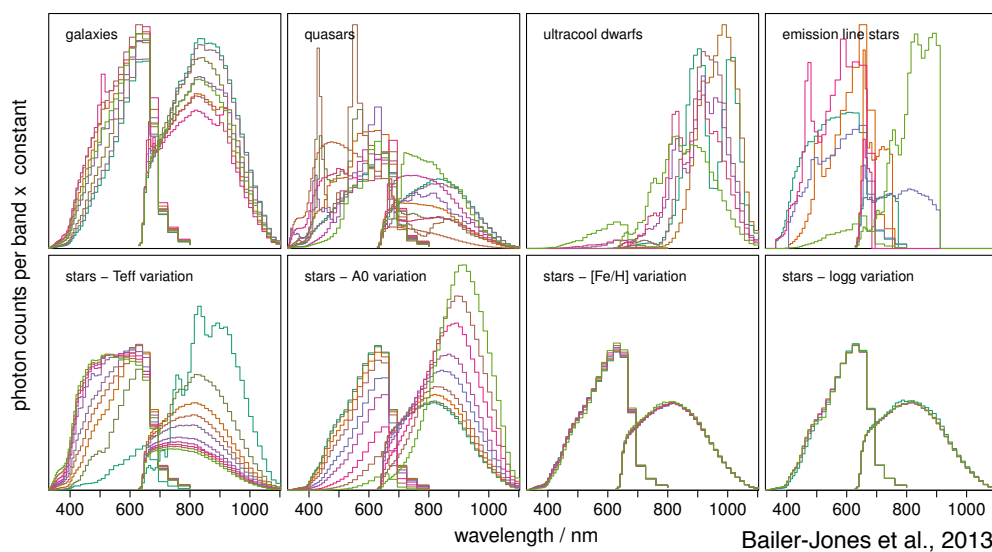 galaxies
quasars
ultracool dwarfs
emission line stars
photon counts per band x constant
stars – Teff variation
stars – A0 variation
stars – [Fe/H] variation
stars – logg variation
400 600 800 1000 400 600 800 1000 400 600 800 1000 400 600 800 1000
wavelength / nm
Bailer-Jones et al., 2013